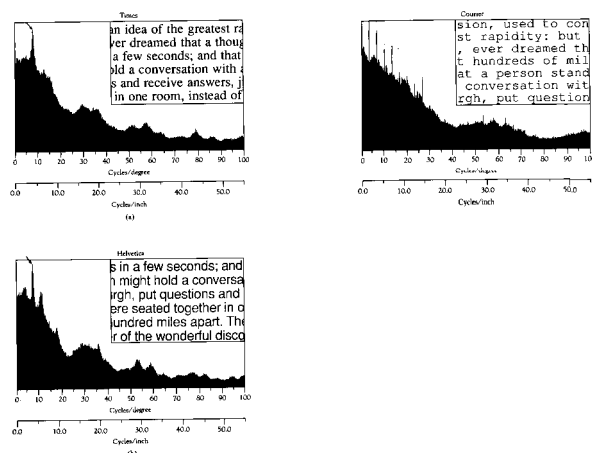 Times
an idea of the greatest ra
ver dreamed that a thoug
a few seconds; and that
old a conversation with a
s and receive answers, j
in one room, instead of
0 10 20 30 40 50 60 70 80 90 100
Cycles/degree
0.0 10.0 20.0 30.0 40.0 50.0
Cycles/inch
(a)
Courier
sion, used to con
st rapidity: but
, ever dreamed th
t hundreds of mil
at a person stand
conversation wit
rgh, put question
0 10 20 30 40 50 60 70 80 90 100
Cycles/degree
0.0 10.0 20.0 30.0 40.0 50.0
Cycles/inch
Helvetica
s in a few seconds; and
n might hold a conversa
urgh, put questions and
ere seated together in o
undred miles apart. The
r of the wonderful disco
0 10 20 30 40 50 60 70 80 90 100
Cycles/degree
0.0 10.0 20.0 30.0 40.0 50.0
Cycles/inch
(b)